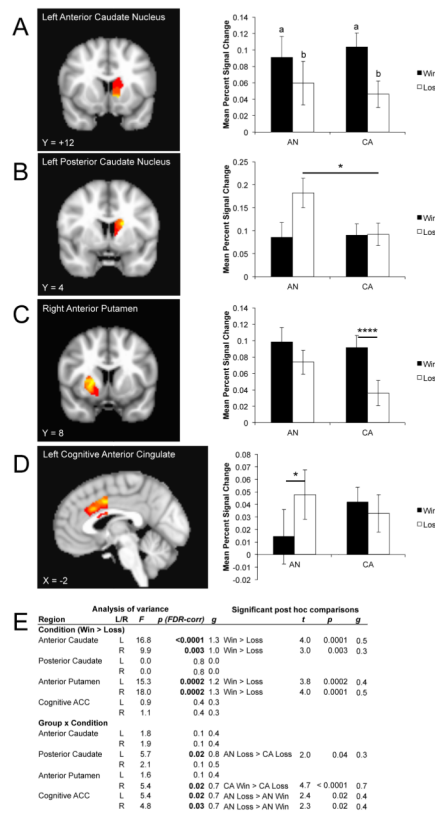 A
Left Anterior Caudate Nucleus
Y = +12
Mean Percent Signal Change
0.14
0.12
0.1
0.08
0.06
0.04
0.02
0
a
b
a
b
AN
CA
Win
Los
B
Left Posterior Caudate Nucleus
Y = 4
Mean Percent Signal Change
0.25
0.2
0.15
0.1
0.05
0
*
AN
CA
Win
Los
C
Right Anterior Putamen
Y = 8
Mean Percent Signal Change
0.14
0.12
0.1
0.08
0.06
0.04
0.02
0
****
AN
CA
Win
Los
D
Left Cognitive Anterior Cingulate
X = -2
Mean Percent Signal Change
0.08
0.07
0.06
0.05
0.04
0.03
0.02
0.01
0
-0.01
-0.02
*
AN
CA
Win
Los
E
Analysis of variance Significant post hoc comparisons
Region L/R F p (FDR-corr) g t p g
Condition (Win > Loss)
Anterior Caudate L 16.8 <0.0001 1.3 Win > Loss 4.0 0.0001 0.5
R 9.9 0.003 1.0 Win > Loss 3.0 0.003 0.3
Posterior Caudate L 0.0 0.8 0.0
R 0.0 0.8 0.0
Anterior Putamen L 15.3 0.0002 1.2 Win > Loss 3.8 0.0002 0.4
R 18.0 0.0002 1.3 Win > Loss 4.0 0.0001 0.5
Cognitive ACC L 0.9 0.4 0.3
R 1.1 0.4 0.3
Group x Condition
Anterior Caudate L 1.8 0.1 0.4
R 1.9 0.1 0.4
Posterior Caudate L 5.7 0.02 0.8 AN Loss > CA Loss 2.0 0.04 0.3
R 2.1 0.1 0.5
Anterior Putamen L 1.6 0.1 0.4
R 5.4 0.02 0.7 CA Win > CA Loss 4.7 < 0.0001 0.7
Cognitive ACC L 5.4 0.02 0.7 AN Loss > AN Win 2.4 0.02 0.4
R 4.8 0.03 0.7 AN Loss > AN Win 2.3 0.02 0.4